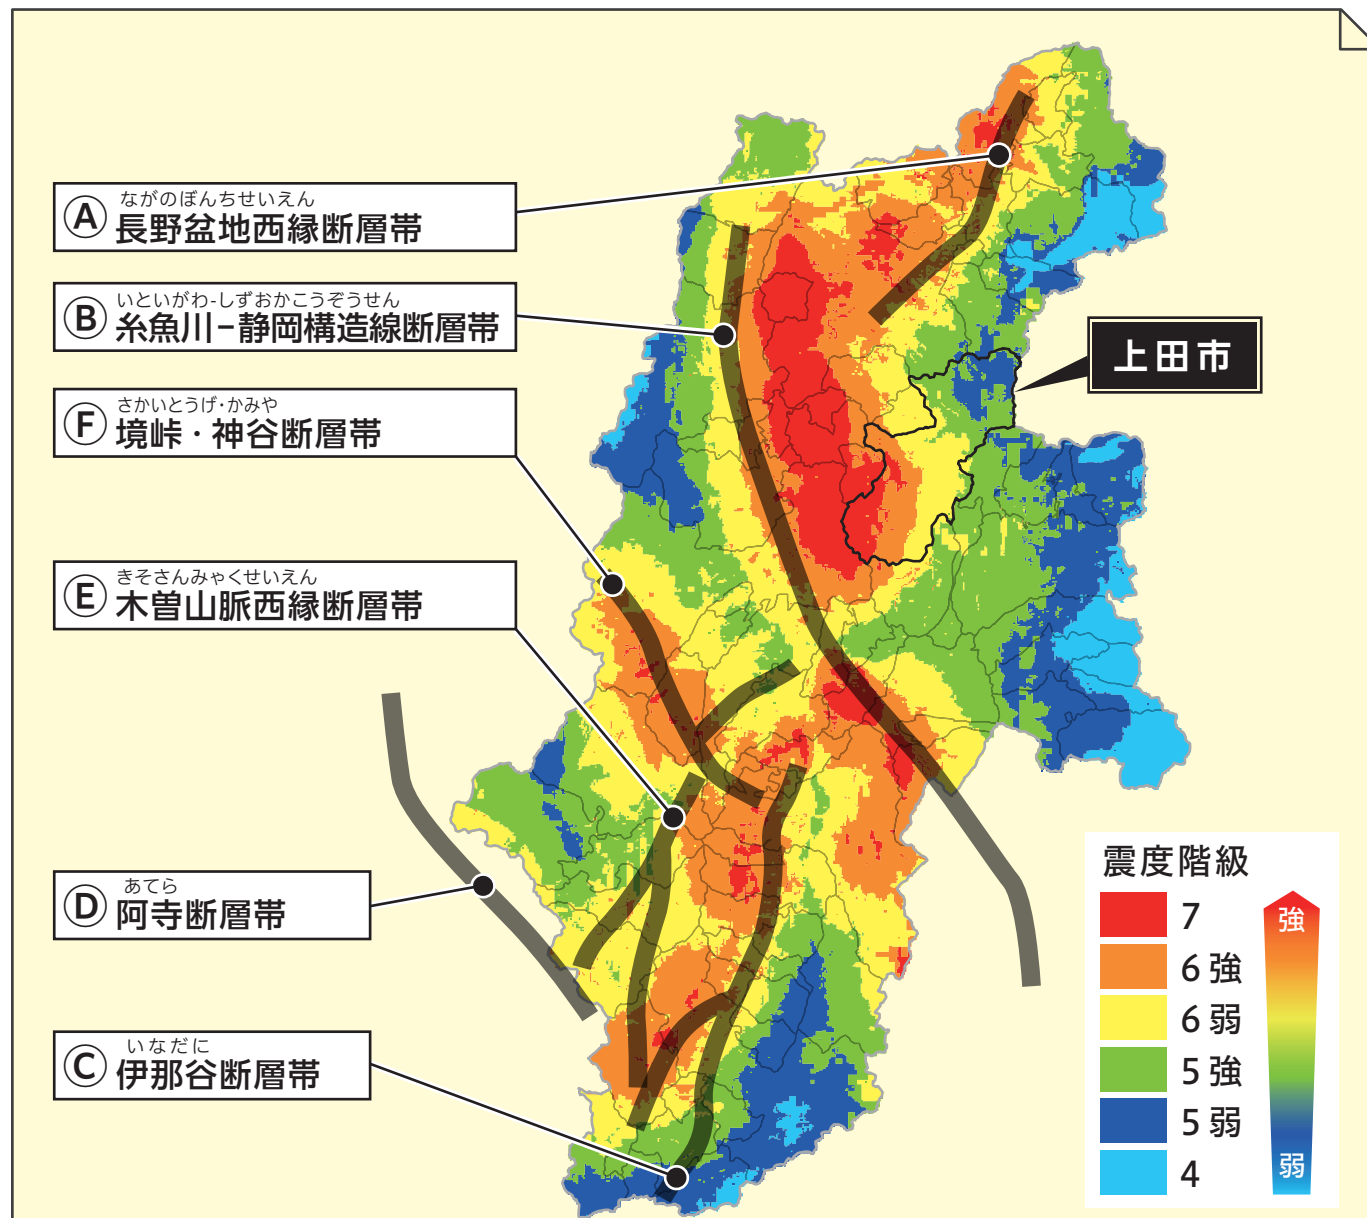 ながのぼんちせいえん
Ⓐ 長野盆地西縁断層帯
いといがわ-しずおかこうぞうせん
Ⓑ 糸魚川−静岡構造線断層帯
上田市
さかいとうげ・かみや
Ⓕ 境峠・神谷断層帯
きそさんみゃくせいえん
Ⓔ 木曽山脈西縁断層帯
あてら
Ⓓ 阿寺断層帯
いなだに
Ⓒ 伊那谷断層帯
震度階級
7
6強
6弱
5強
5弱
4
強
弱